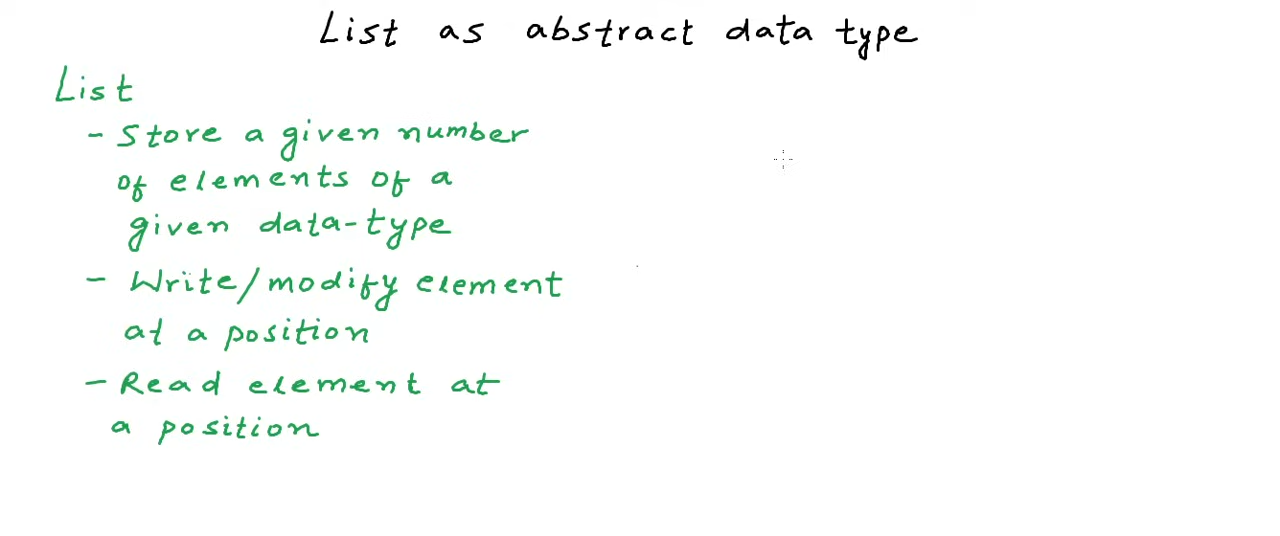 List as abstract data type
List
- Store a given number
of elements of a
given data-type
- Write/modify element
at a position
- Read element at
a position